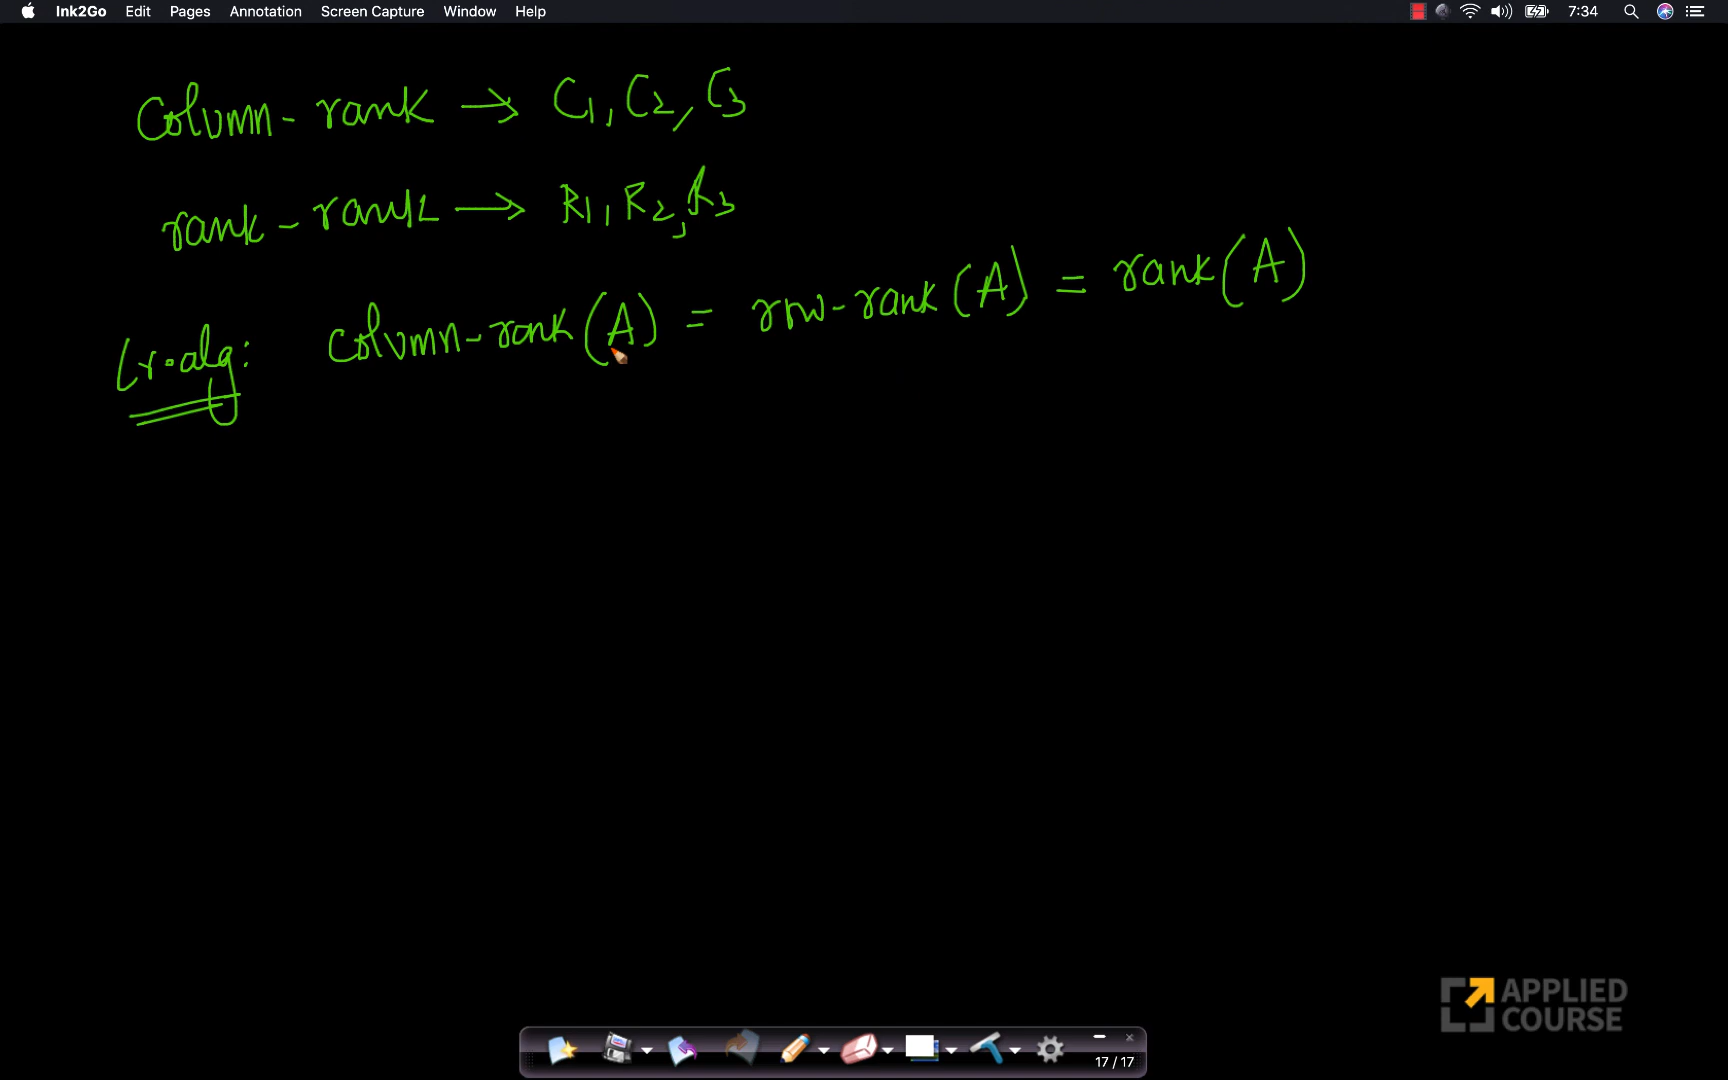 Ink2Go Edit Pages Annotation Screen Capture Window Help 7:34
Column-rank → C1, C2, C3
rank-rank → R1, R2, R3
Lr-alg: Column-rank(A) = row-rank(A) = rank(A)
APPLIED
COURSE
17 / 17